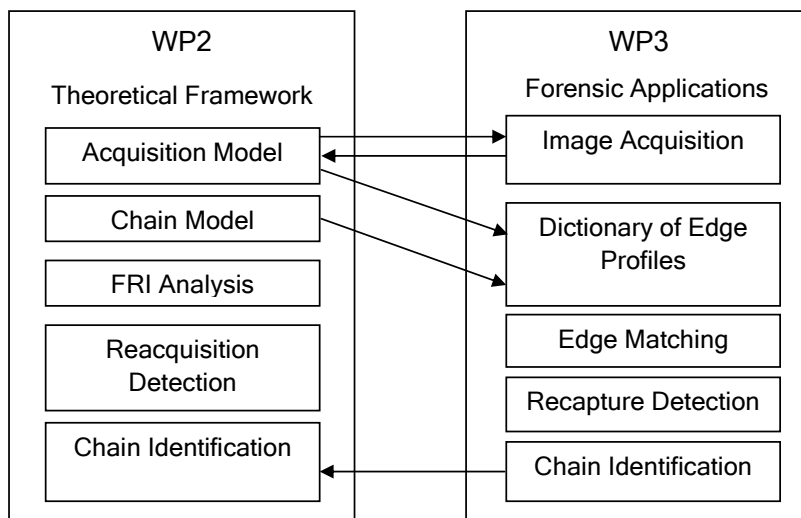 WP2
Theoretical Framework
Acquisition Model
Chain Model
FRI Analysis
Reacquisition
Detection
Chain Identification
WP3
Forensic Applications
Image Acquisition
Dictionary of Edge
Profiles
Edge Matching
Recapture Detection
Chain Identification